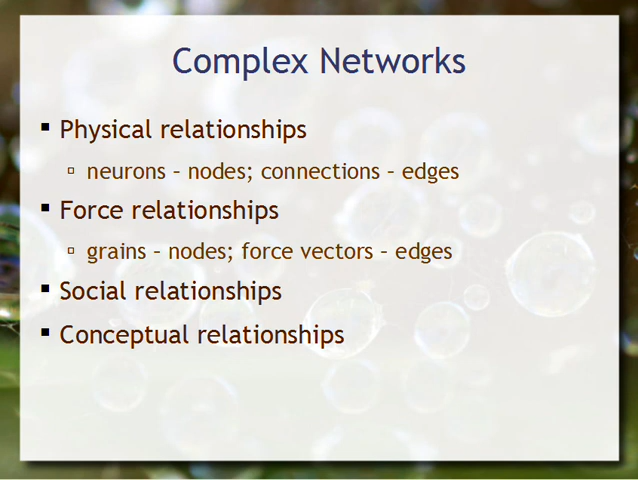 Complex Networks
Physical relationships
neurons – nodes; connections – edges
Force relationships
grains – nodes; force vectors – edges
Social relationships
Conceptual relationships